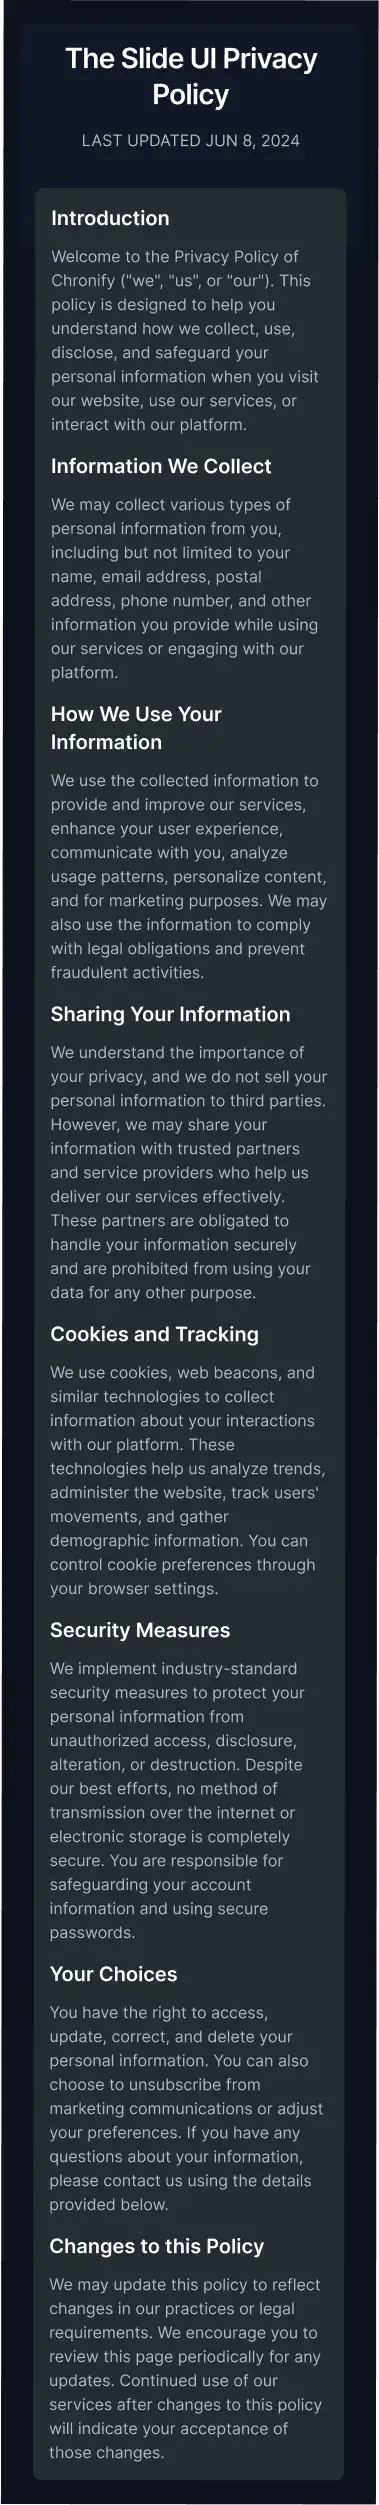 The Slide UI Privacy
Policy
LAST UPDATED JUN 8, 2024
Introduction
Welcome to the Privacy Policy of
Chronify ("we", "us", or "our"). This
policy is designed to help you
understand how we collect, use,
disclose, and safeguard your
personal information when you visit
our website, use our services, or
interact with our platform.
Information We Collect
We may collect various types of
personal information from you,
including but not limited to your
name, email address, postal
address, phone number, and other
information you provide while using
our services or engaging with our
platform.
How We Use Your
Information
We use the collected information to
provide and improve our services,
enhance your user experience,
communicate with you, analyze
usage patterns, personalize content,
and for marketing purposes. We may
also use the information to comply
with legal obligations and prevent
fraudulent activities.
Sharing Your Information
We understand the importance of
your privacy, and we do not sell your
personal information to third parties.
However, we may share your
information with trusted partners
and service providers who help us
deliver our services effectively.
These partners are obligated to
handle your information securely
and are prohibited from using your
data for any other purpose.
Cookies and Tracking
We use cookies, web beacons, and
similar technologies to collect
information about your interactions
with our platform. These
technologies help us analyze trends,
administer the website, track users'
movements, and gather
demographic information. You can
control cookie preferences through
your browser settings.
Security Measures
We implement industry-standard
security measures to protect your
personal information from
unauthorized access, disclosure,
alteration, or destruction. Despite
our best efforts, no method of
transmission over the internet or
electronic storage is completely
secure. You are responsible for
safeguarding your account
information and using secure
passwords.
Your Choices
You have the right to access,
update, correct, and delete your
personal information. You can also
choose to unsubscribe from
marketing communications or adjust
your preferences. If you have any
questions about your information,
please contact us using the details
provided below.
Changes to this Policy
We may update this policy to reflect
changes in our practices or legal
requirements. We encourage you to
review this page periodically for any
updates. Continued use of our
services after changes to this policy
will indicate your acceptance of
those changes.